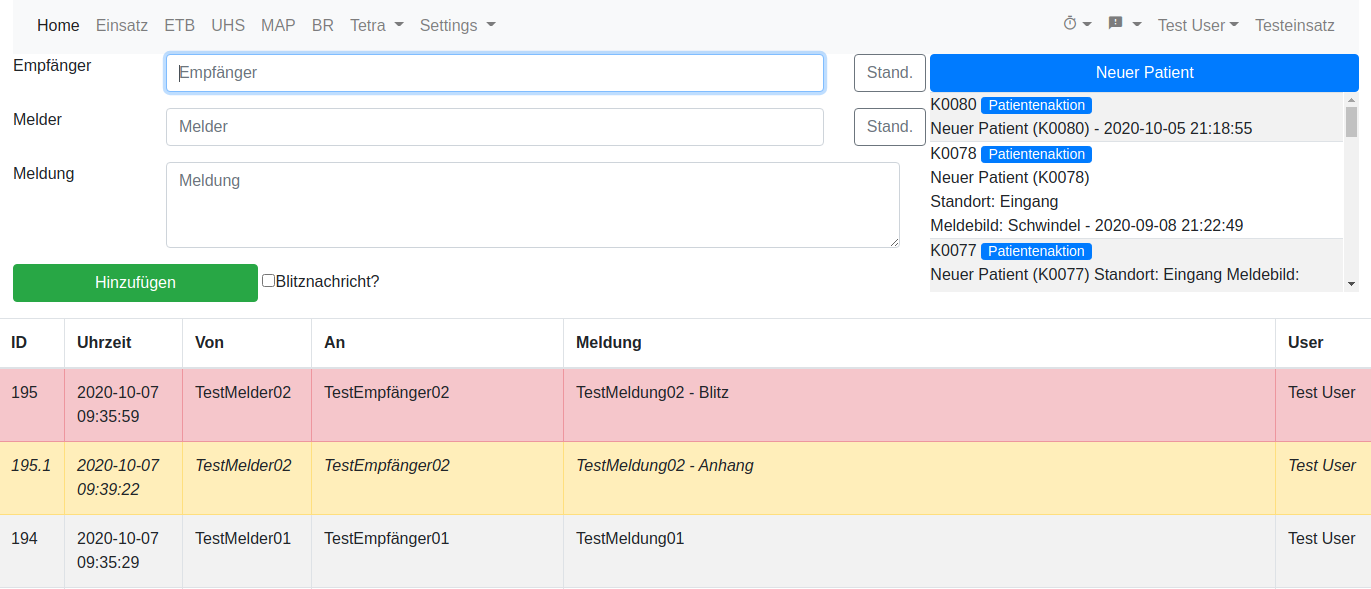 Home Einsatz ETB UHS MAP BR Tetra Settings Test User Testeinsatz
Empfänger Empfänger Stand.
Melder Melder Stand.
Meldung Meldung
Hinzufügen Blitznachricht?
Neuer Patient
K0080 Patientenaktion
Neuer Patient (K0080) - 2020-10-05 21:18:55
K0078 Patientenaktion
Neuer Patient (K0078)
Standort: Eingang
Meldebild: Schwindel - 2020-09-08 21:22:49
K0077 Patientenaktion
Neuer Patient (K0077) Standort: Eingang Meldebild:
ID Uhrzeit Von An Meldung User
195 2020-10-07 TestMelder02 TestEmpfänger02 TestMeldung02 - Blitz Test User
09:35:59
195.1 2020-10-07 TestMelder02 TestEmpfänger02 TestMeldung02 - Anhang Test User
09:39:22
194 2020-10-07 TestMelder01 TestEmpfänger01 TestMeldung01 Test User
09:35:29